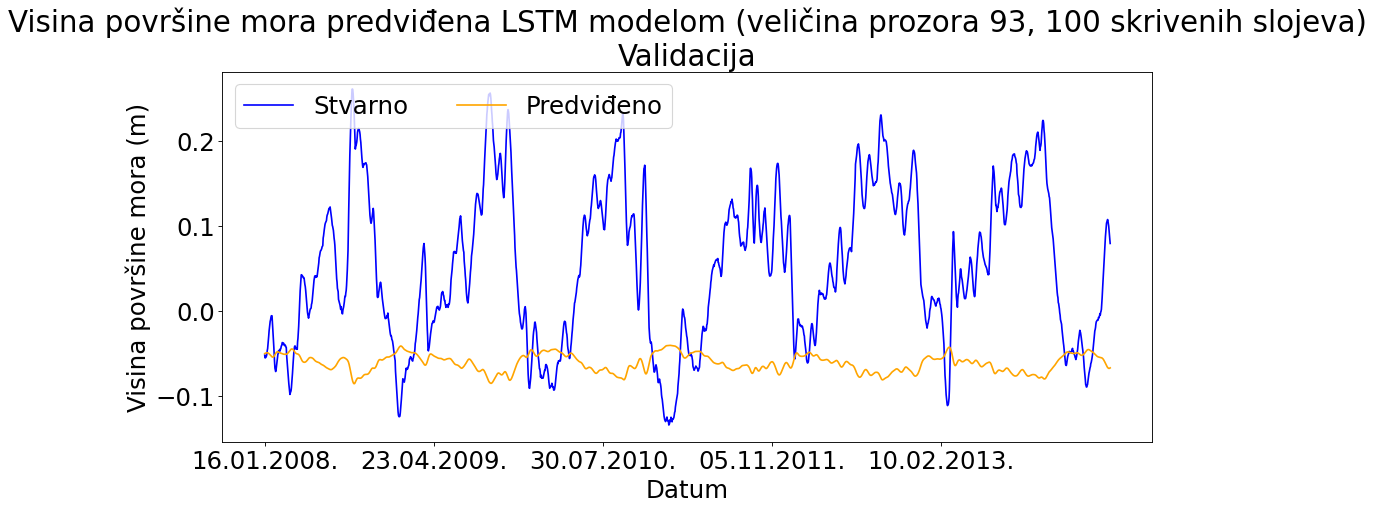 Visina površine mora predviđena LSTM modelom (veličina prozora 93, 100 skrivenih slojeva)
Validacija
Stvarno Predviđeno
Visina površine mora (m)
0.2
0.1
0.0
−0.1
16.01.2008. 23.04.2009. 30.07.2010. 05.11.2011. 10.02.2013.
Datum